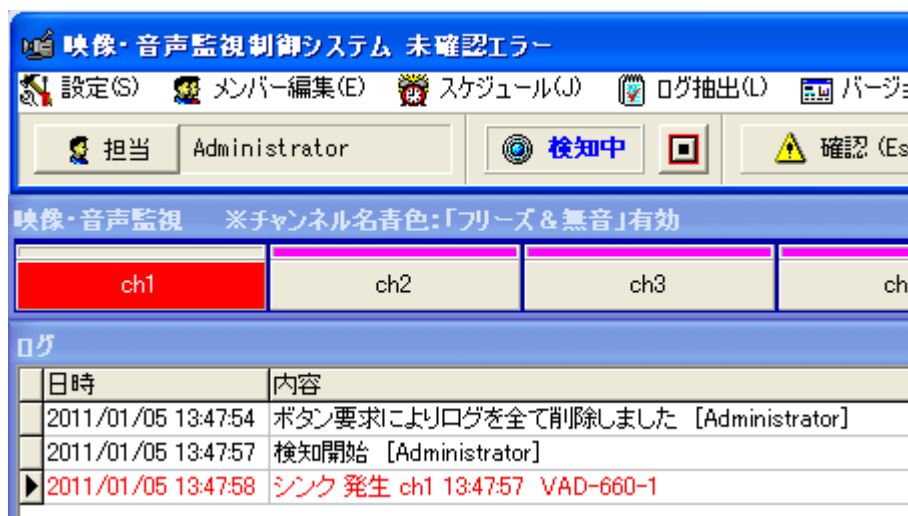 映像・音声監視制御システム 未確認エラー
設定(S) メンバー編集(E) スケジュール(J) ログ抽出(L) バージ
担当 Administrator 検知中 確認 (Es
映像・音声監視 ※チャンネル名青色:「フリーズ&無音」有効
ch1 ch2 ch3 ch
ログ
日時 内容
2011/01/05 13:47:54 ボタン要求によりログを全て削除しました [Administrator]
2011/01/05 13:47:57 検知開始 [Administrator]
2011/01/05 13:47:58 シンク 発生 ch1 13:47:57 VAD-660-1